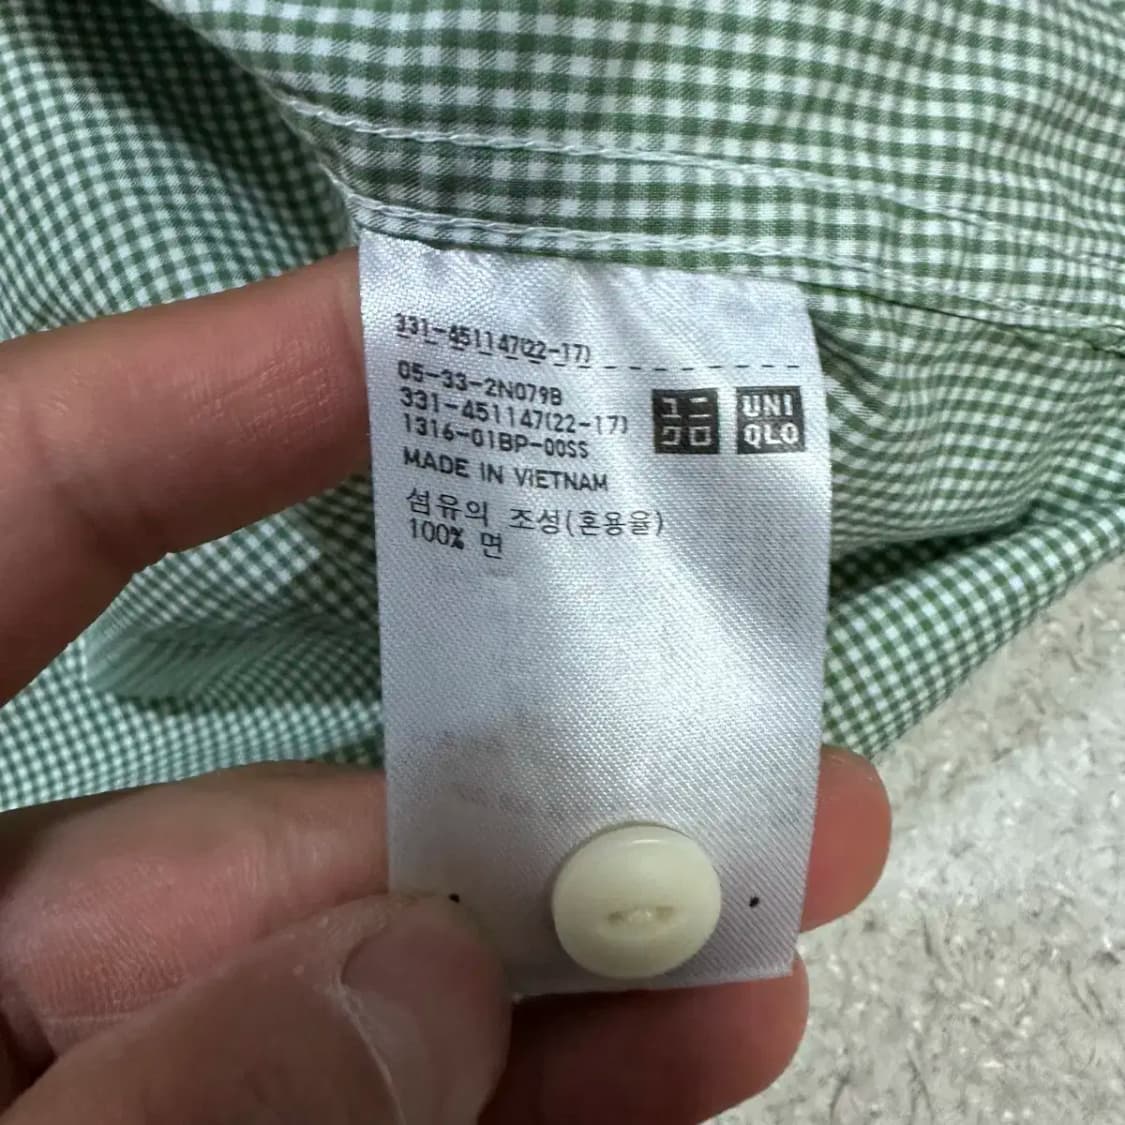 331-451147(22-17)
05-33-2N079B
331-451147(22-17)
1316-01BP-00SS
MADE IN VIETNAM
섬유의 조성(혼용율)
100% 면
ユニ
クロ
UNI
QLO